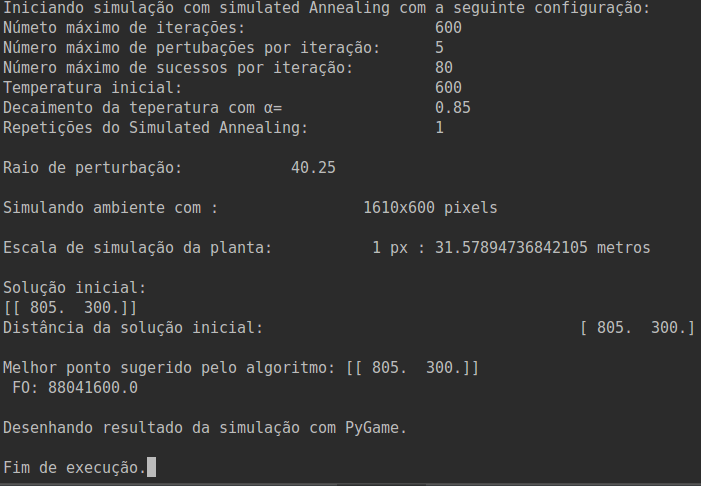 Iniciando simulação com simulated Annealing com a seguinte configuração:
Númeto máximo de iterações: 600
Número máximo de pertubações por iteração: 5
Número máximo de sucessos por iteração: 80
Temperatura inicial: 600
Decaimento da teperatura com α= 0.85
Repetições do Simulated Annealing: 1
Raio de perturbação: 40.25
Simulando ambiente com : 1610x600 pixels
Escala de simulação da planta: 1 px : 31.57894736842105 metros
Solução inicial:
[[ 805. 300.]]
Distância da solução inicial: [ 805. 300.]
Melhor ponto sugerido pelo algoritmo: [[ 805. 300.]]
FO: 88041600.0
Desenhando resultado da simulação com PyGame.
Fim de execução.